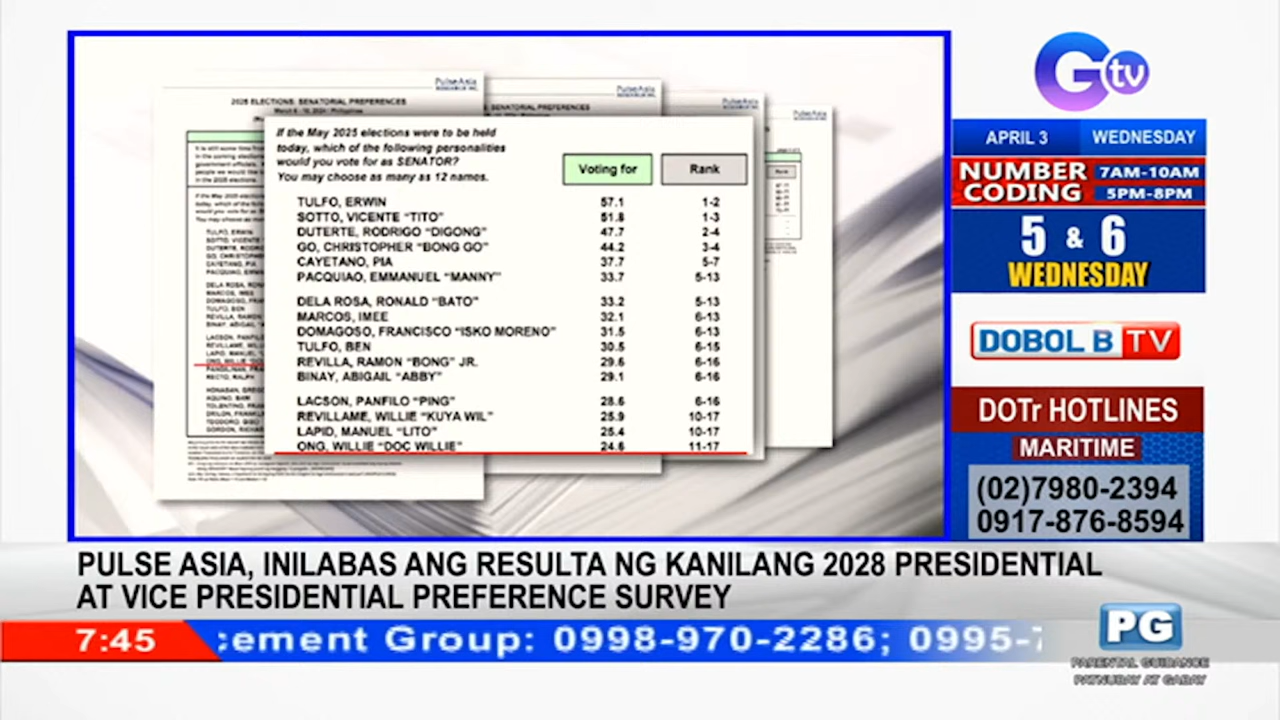 PulseAsia
2025 ELECTIONS: SENATORIAL PREFERENCES
If the May 2025 elections were to be held
today, which of the following personalities
would you vote for as SENATOR?
You may choose as many as 12 names.
Voting for
Rank
TULFO, ERWIN 57.1 1-2
SOTTO, VICENTE "TITO" 51.8 1-3
DUTERTE, RODRIGO "DIGONG" 47.7 2-4
GO, CHRISTOPHER "BONG GO" 44.2 3-4
CAYETANO, PIA 37.7 5-7
PACQUIAO, EMMANUEL "MANNY" 33.7 5-13
DELA ROSA, RONALD "BATO" 33.2 5-13
MARCOS, IMEE 32.1 6-13
DOMAGOSO, FRANCISCO "ISKO MORENO" 31.5 6-13
TULFO, BEN 30.5 6-15
REVILLA, RAMON "BONG" JR. 29.6 6-16
BINAY, ABIGAIL "ABBY" 29.1 6-16
LACSON, PANFILO "PING" 28.6 6-16
REVILLAME, WILLIE "KUYA WIL" 25.9 10-17
LAPID, MANUEL "LITO" 25.4 10-17
ONG, WILLIE "DOC WILLIE" 24.6 11-17
Gtv
APRIL 3 WEDNESDAY
NUMBER CODING
7AM-10AM
5PM-8PM
5 & 6
WEDNESDAY
DOBOL B TV
DOTr HOTLINES
MARITIME
(02)7980-2394
0917-876-8594
PULSE ASIA, INILABAS ANG RESULTA NG KANILANG 2028 PRESIDENTIAL
AT VICE PRESIDENTIAL PREFERENCE SURVEY
7:45
cement Group: 0998-970-2286; 0995-
PG
PARENTAL GUIDANCE
PATNUBAY AT GABAY